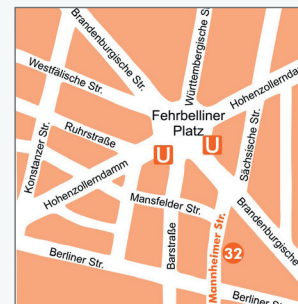 Brandenburgische Str.
Württembergische Str.
Westfälische Str.
Hohenzollerndamm
Fehrbelliner
Platz
Sächsische Str.
Konstanzer Str.
Ruhrstraße
U
U
Hohenzollerndamm
Mansfelder Str.
Brandenburgische
Barstraße
Mannheimer Str.
32
Berliner Str.
Berliner Str.